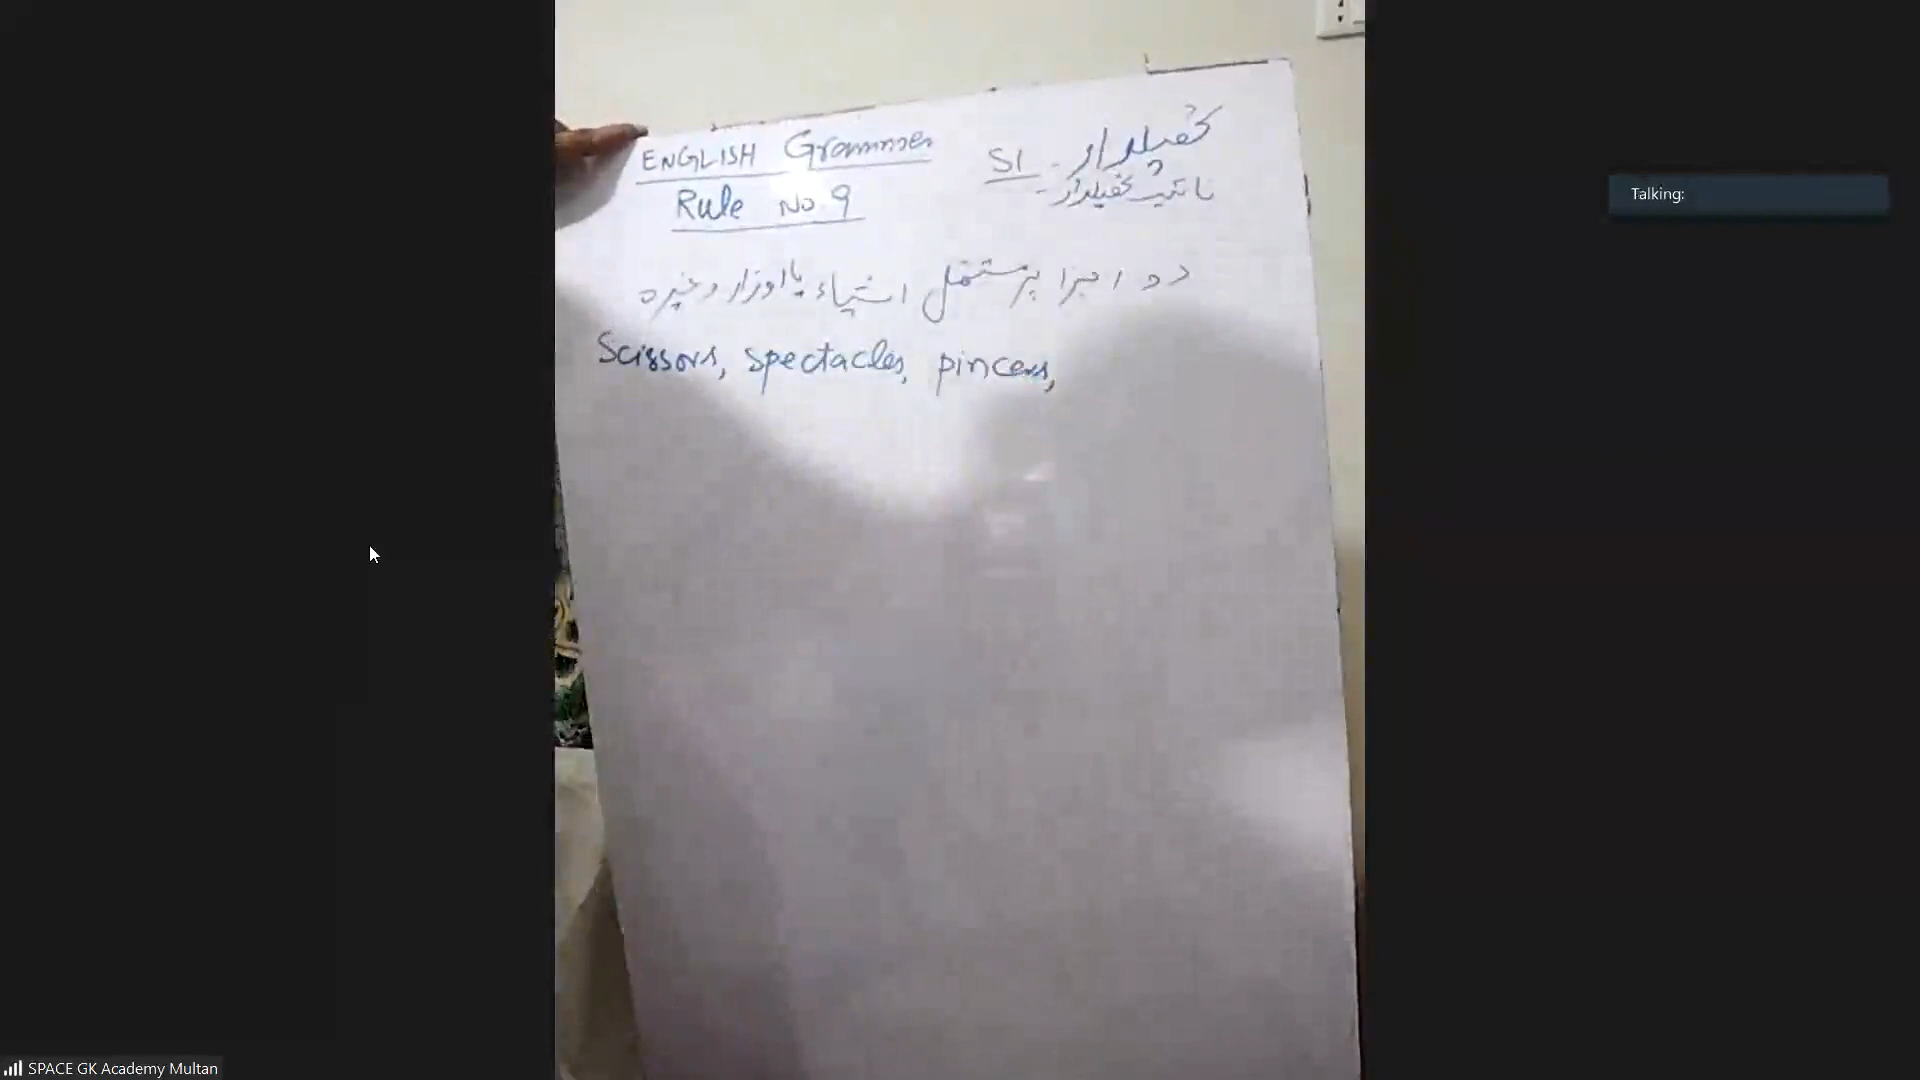 ENGLISH Grammer
Rule No. 9
تحصیلدار - SI
نائب تحصیلدار -
دو اجزا پر مشتمل اشیاء یا اوزار وغیرہ
Scissors, spectacles, pincers,
Talking:
SPACE GK Academy Multan